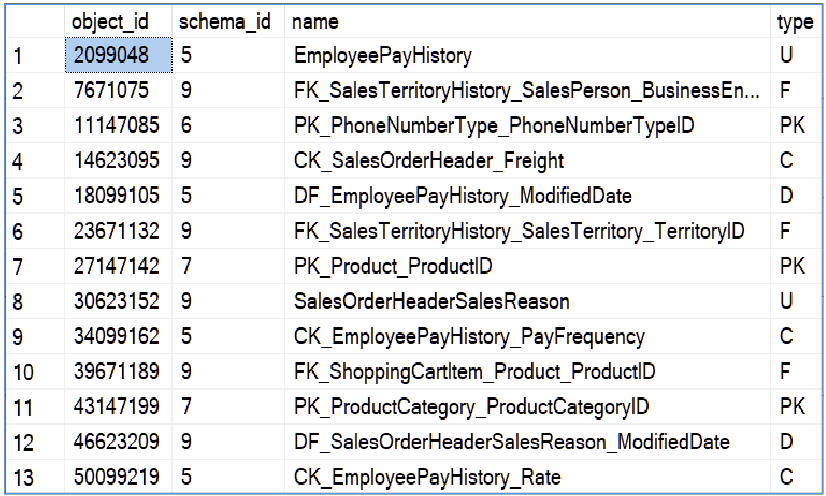 object_id schema_id name type
1 2099048 5 EmployeePayHistory U
2 7671075 9 FK_SalesTerritoryHistory_SalesPerson_BusinessEn... F
3 11147085 6 PK_PhoneNumberType_PhoneNumberTypeID PK
4 14623095 9 CK_SalesOrderHeader_Freight C
5 18099105 5 DF_EmployeePayHistory_ModifiedDate D
6 23671132 9 FK_SalesTerritoryHistory_SalesTerritory_TerritoryID F
7 27147142 7 PK_Product_ProductID PK
8 30623152 9 SalesOrderHeaderSalesReason U
9 34099162 5 CK_EmployeePayHistory_PayFrequency C
10 39671189 9 FK_ShoppingCartItem_Product_ProductID F
11 43147199 7 PK_ProductCategory_ProductCategoryID PK
12 46623209 9 DF_SalesOrderHeaderSalesReason_ModifiedDate D
13 50099219 5 CK_EmployeePayHistory_Rate C